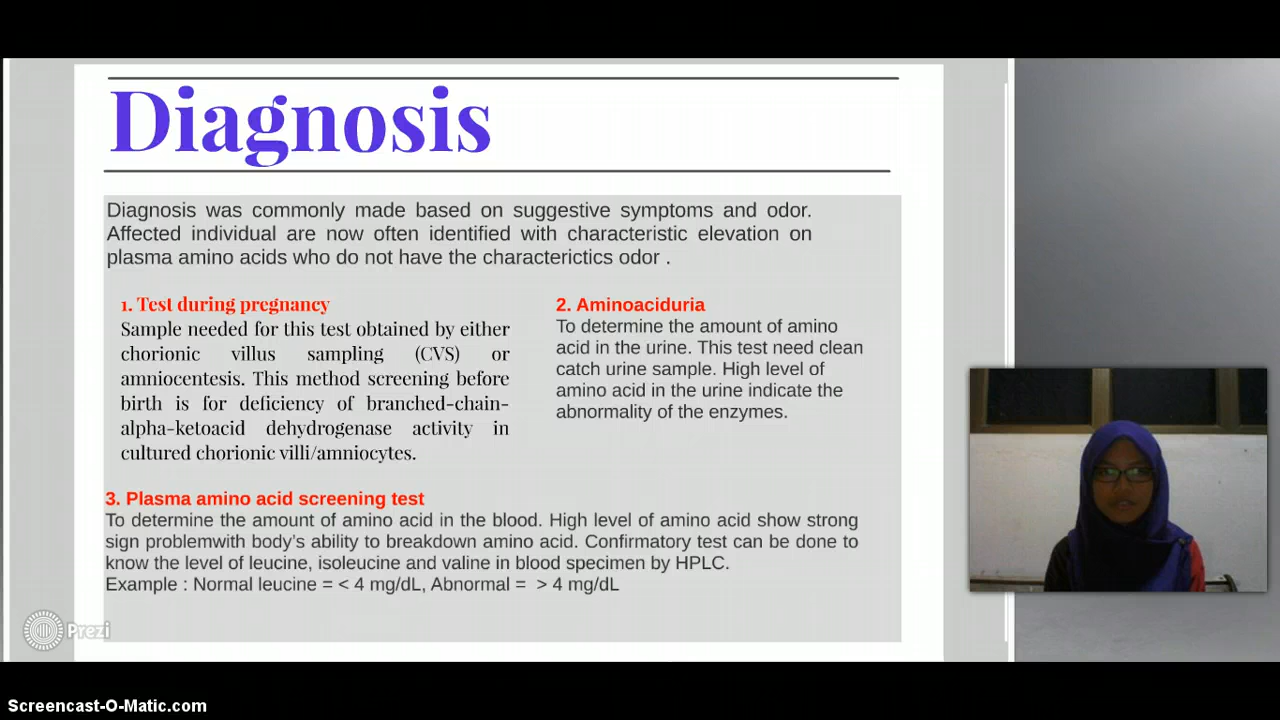 Diagnosis
Diagnosis was commonly made based on suggestive symptoms and odor.
Affected individual are now often identified with characteristic elevation on
plasma amino acids who do not have the characterictics odor .
1. Test during pregnancy
Sample needed for this test obtained by either
chorionic villus sampling (CVS) or
amniocentesis. This method screening before
birth is for deficiency of branched-chain-
alpha-ketoacid dehydrogenase activity in
cultured chorionic villi/amniocytes.
2. Aminoaciduria
To determine the amount of amino
acid in the urine. This test need clean
catch urine sample. High level of
amino acid in the urine indicate the
abnormality of the enzymes.
3. Plasma amino acid screening test
To determine the amount of amino acid in the blood. High level of amino acid show strong
sign problemwith body's ability to breakdown amino acid. Confirmatory test can be done to
know the level of leucine, isoleucine and valine in blood specimen by HPLC.
Example : Normal leucine = < 4 mg/dL, Abnormal = > 4 mg/dL
Prezi
Screencast-O-Matic.com